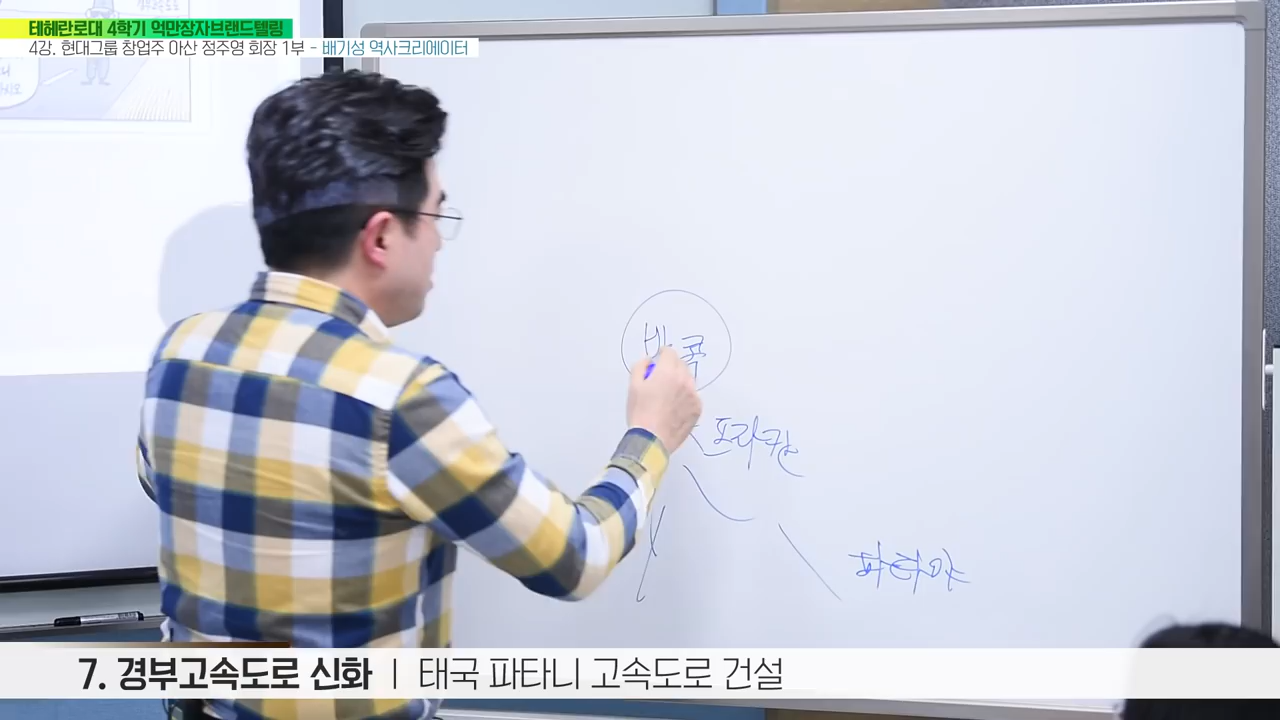 테헤란로대 4학기 억만장자브랜드텔링
4강. 현대그룹 창업주 아산 정주영 회장 1부 - 배기성 역사크리에이터
방콕
파타야
7. 경부고속도로 신화 | 태국 파타니 고속도로 건설